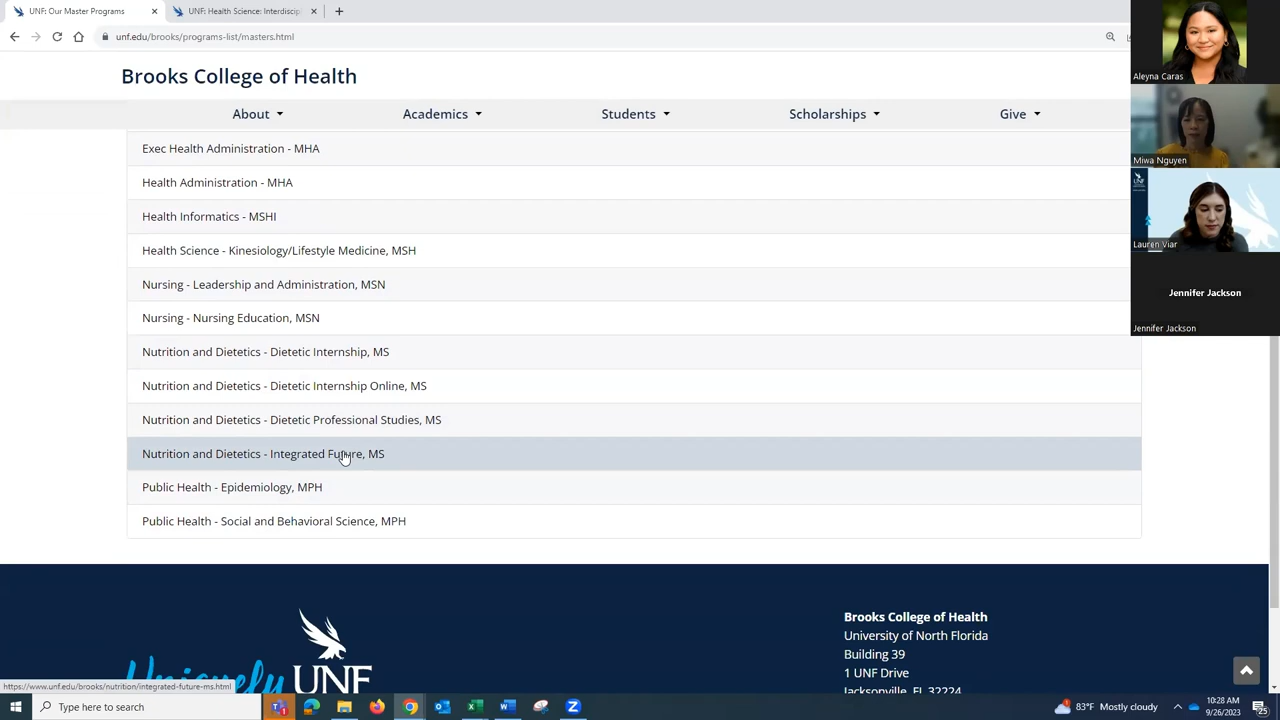 UNF: Our Master Programs
UNF: Health Science: Interdiscip
unf.edu/brooks/programs-list/masters.html
Brooks College of Health
About
Academics
Students
Scholarships
Give
Exec Health Administration - MHA
Health Administration - MHA
Health Informatics - MSHI
Health Science - Kinesiology/Lifestyle Medicine, MSH
Nursing - Leadership and Administration, MSN
Nursing - Nursing Education, MSN
Nutrition and Dietetics - Dietetic Internship, MS
Nutrition and Dietetics - Dietetic Internship Online, MS
Nutrition and Dietetics - Dietetic Professional Studies, MS
Nutrition and Dietetics - Integrated Future, MS
Public Health - Epidemiology, MPH
Public Health - Social and Behavioral Science, MPH
Aleyna Caras
Miwa Nguyen
UNF
Lauren Viar
Jennifer Jackson
Jennifer Jackson
Uniquely UNF
Brooks College of Health
University of North Florida
Building 39
1 UNF Drive
Jacksonville, FL 32224
https://www.unf.edu/brooks/nutrition/integrated-future-ms.html
Type here to search
83°F Mostly cloudy
10:28 AM
9/26/2023
25